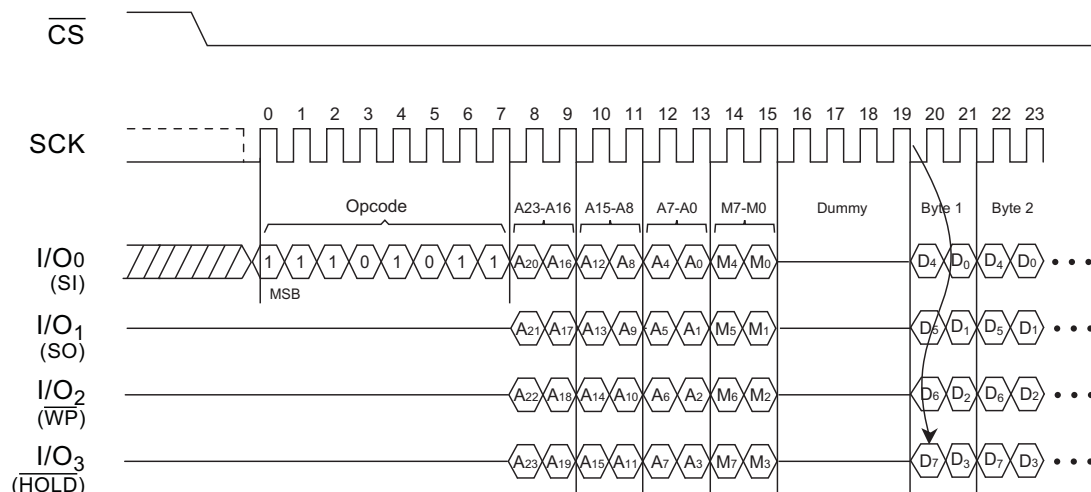 CS
0 1 2 3 4 5 6 7 8 9 10 11 12 13 14 15 16 17 18 19 20 21 22 23
SCK
Opcode A23-A16 A15-A8 A7-A0 M7-M0 Dummy Byte 1 Byte 2
I/O0 1 1 1 0 1 0 1 1 A20 A16 A12 A8 A4 A0 M4 M0 D4 D0 D4 D0 • • •
(SI)
MSB
I/O1 A21 A17 A13 A9 A5 A1 M5 M1 D5 D1 D5 D1 • • •
(SO)
I/O2 A22 A18 A14 A10 A6 A2 M6 M2 D6 D2 D6 D2 • • •
(WP)
I/O3 A23 A19 A15 A11 A7 A3 M7 M3 D7 D3 D7 D3 • • •
(HOLD)